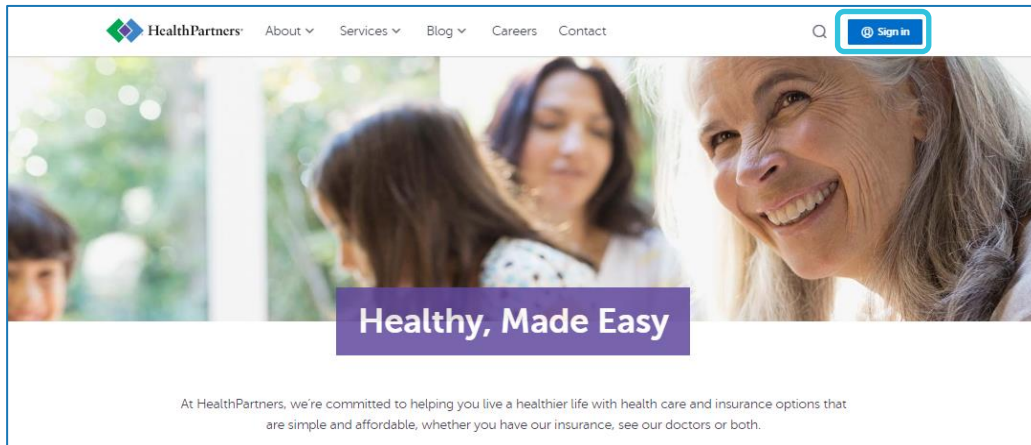 HealthPartners® About Services Blog Careers Contact Sign in
Healthy, Made Easy
At HealthPartners, we're committed to helping you live a healthier life with health care and insurance options that
are simple and affordable, whether you have our insurance, see our doctors or both.